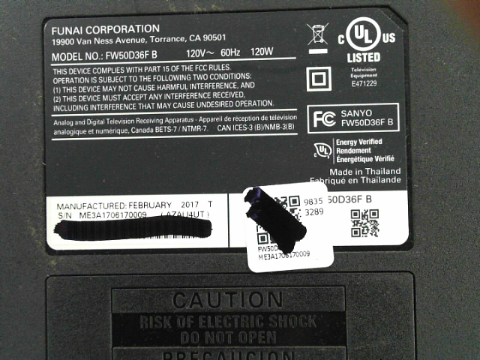 FUNAI CORPORATION
19900 Van Ness Avenue, Torrance, CA 90501
MODEL NO.: FW50D36F B 120V~ 60Hz 120W
THIS DEVICE COMPLIES WITH PART 15 OF THE FCC RULES.
OPERATION IS SUBJECT TO THE FOLLOWING TWO CONDITIONS:
(1) THIS DEVICE MAY NOT CAUSE HARMFUL INTERFERENCE, AND
(2) THIS DEVICE MUST ACCEPT ANY INTERFERENCE RECEIVED,
INCLUDING INTERFERENCE THAT MAY CAUSE UNDESIRED OPERATION.
Analog and Digital Television Receiving Apparatus - Appareil de réception de télévision
analogique et numérique, Canada BETS-7 / NTMR-7. CAN ICES-3 (B)/NMB-3(B)
C UL US
LISTED
Television
Equipment
E471229
FC SANYO
FW50D36F B
Energy Verified
Rendement
Énergétique Vérifié
Made in Thailand
Fabriqué en Thaïlande
MANUFACTURED: FEBRUARY 2017 T
S/N ME3A1706170009 (AZAU4UT)
9835
3289
50D36F B
FW50D
ME3A1706170009
CAUTION
RISK OF ELECTRIC SHOCK
DO NOT OPEN
PRECAUCION